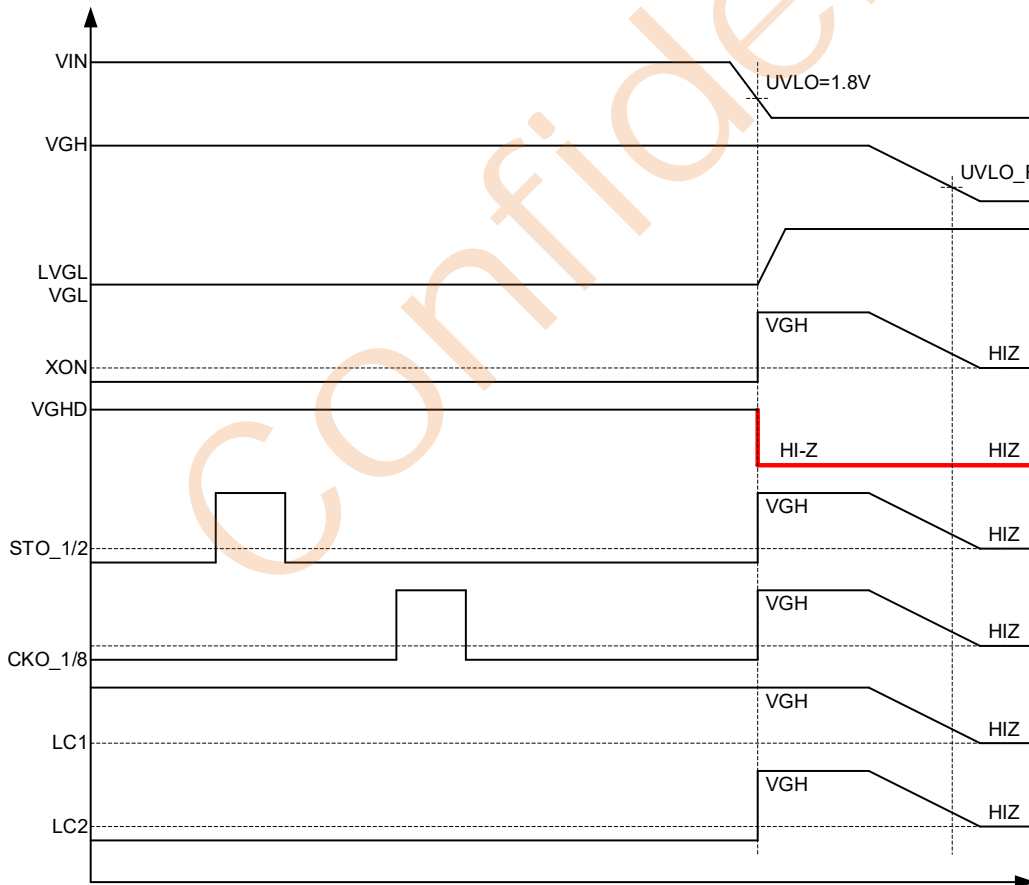 VIN
UVLO=1.8V
VGH
UVLO_F
LVGL
VGL
VGH
XON
HIZ
VGHD
HI-Z
HIZ
VGH
STO_1/2
HIZ
VGH
HIZ
CKO_1/8
VGH
LC1
HIZ
VGH
LC2
HIZ
Confide